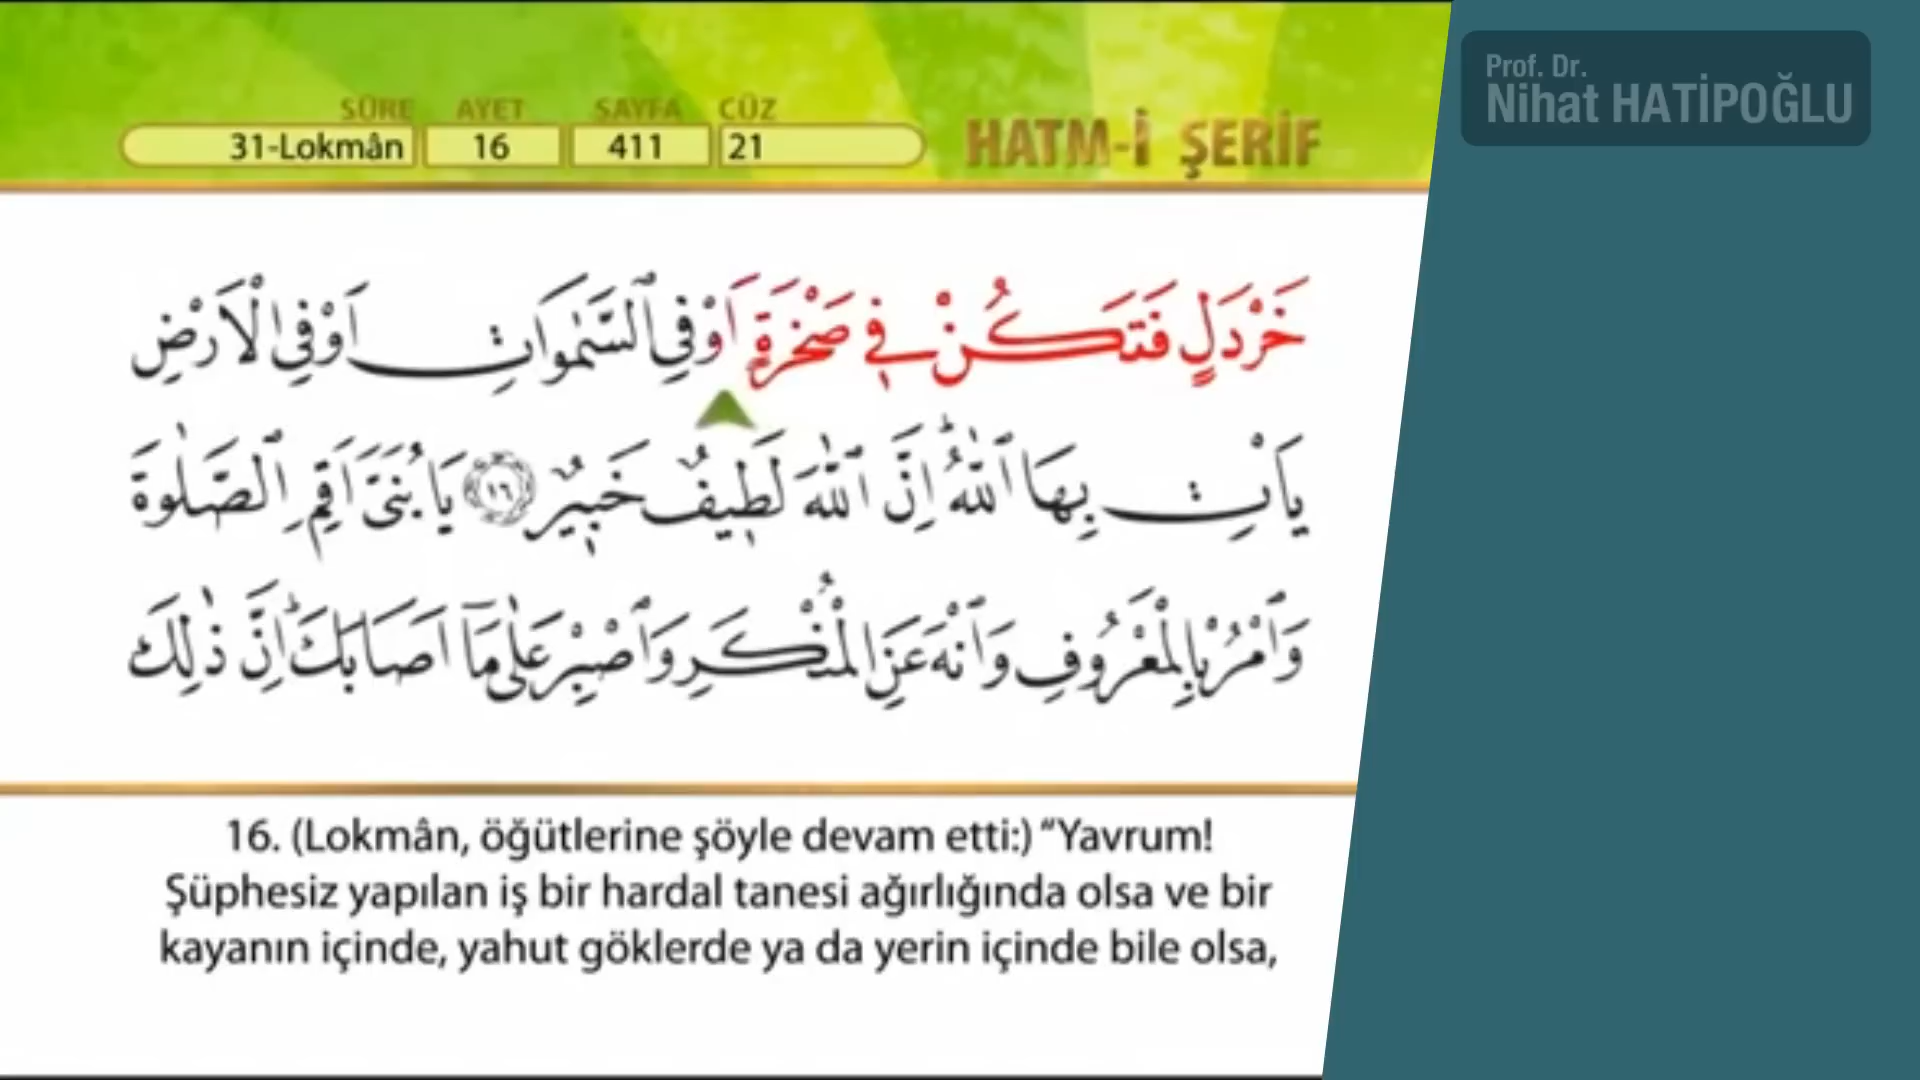 Prof. Dr.
Nihat HATİPOĞLU
SÛRE AYET SAYFA CÜZ
31-Lokmân 16 411 21
HATM-İ ŞERİF
خَرْدَلٍ فَتَكُنْ فٖي صَخْرَةٍ اَوْ فِي السَّمٰوَاتِ اَوْ فِي الْاَرْضِ
يَأْتِ بِهَا اللّٰهُ اِنَّ اللّٰهَ لَطٖيفٌ خَبٖيرٌ ١٦ يَا بُنَيَّ اَقِمِ الصَّلٰوةَ
وَأْمُرْ بِالْمَعْرُوفِ وَانْهَ عَنِ الْمُنْكَرِ وَاصْبِرْ عَلٰى مَٓا اَصَابَكَ اِنَّ ذٰلِكَ
16. (Lokmân, öğütlerine şöyle devam etti:) “Yavrum!
Şüphesiz yapılan iş bir hardal tanesi ağırlığında olsa ve bir
kayanın içinde, yahut göklerde ya da yerin içinde bile olsa,